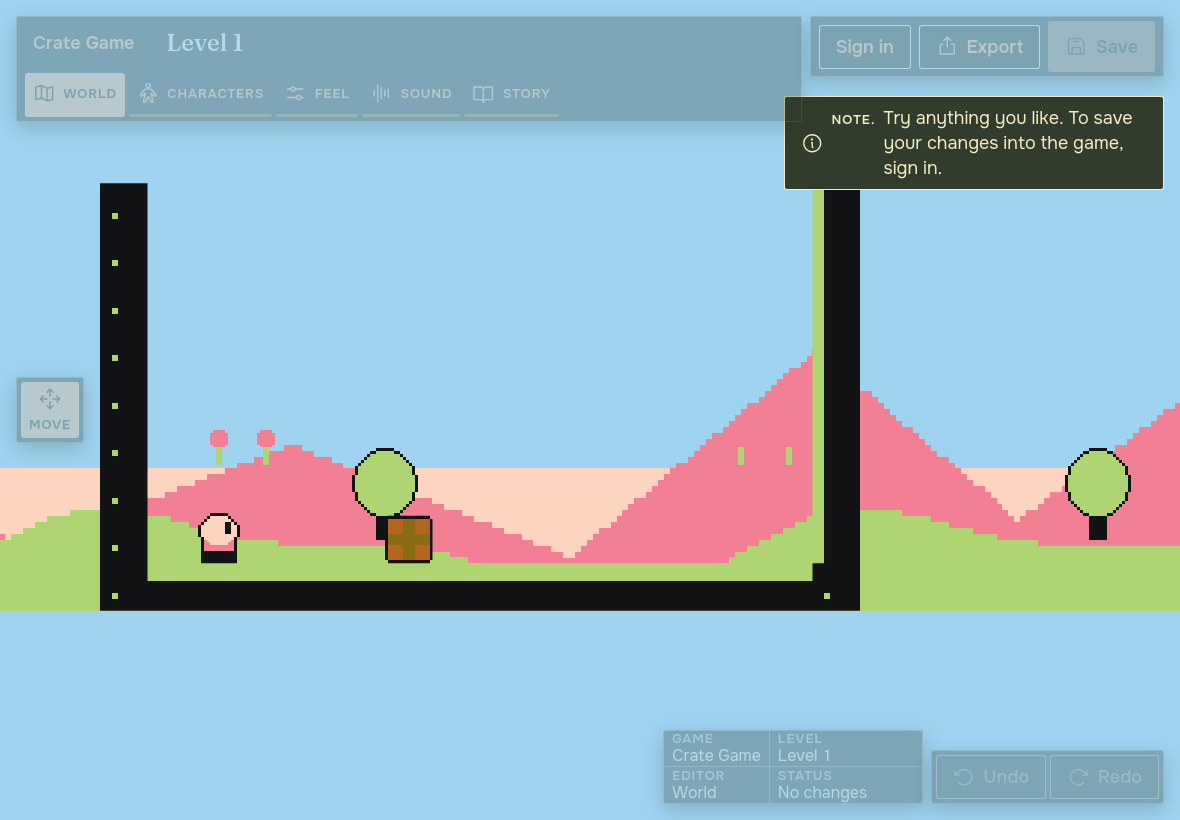 Crate Game
Level 1
WORLD
CHARACTERS
FEEL
SOUND
STORY
Sign in
Export
Save
NOTE. Try anything you like. To save
your changes into the game,
sign in.
MOVE
GAME
Crate Game
LEVEL
Level 1
EDITOR
World
STATUS
No changes
Undo
Redo